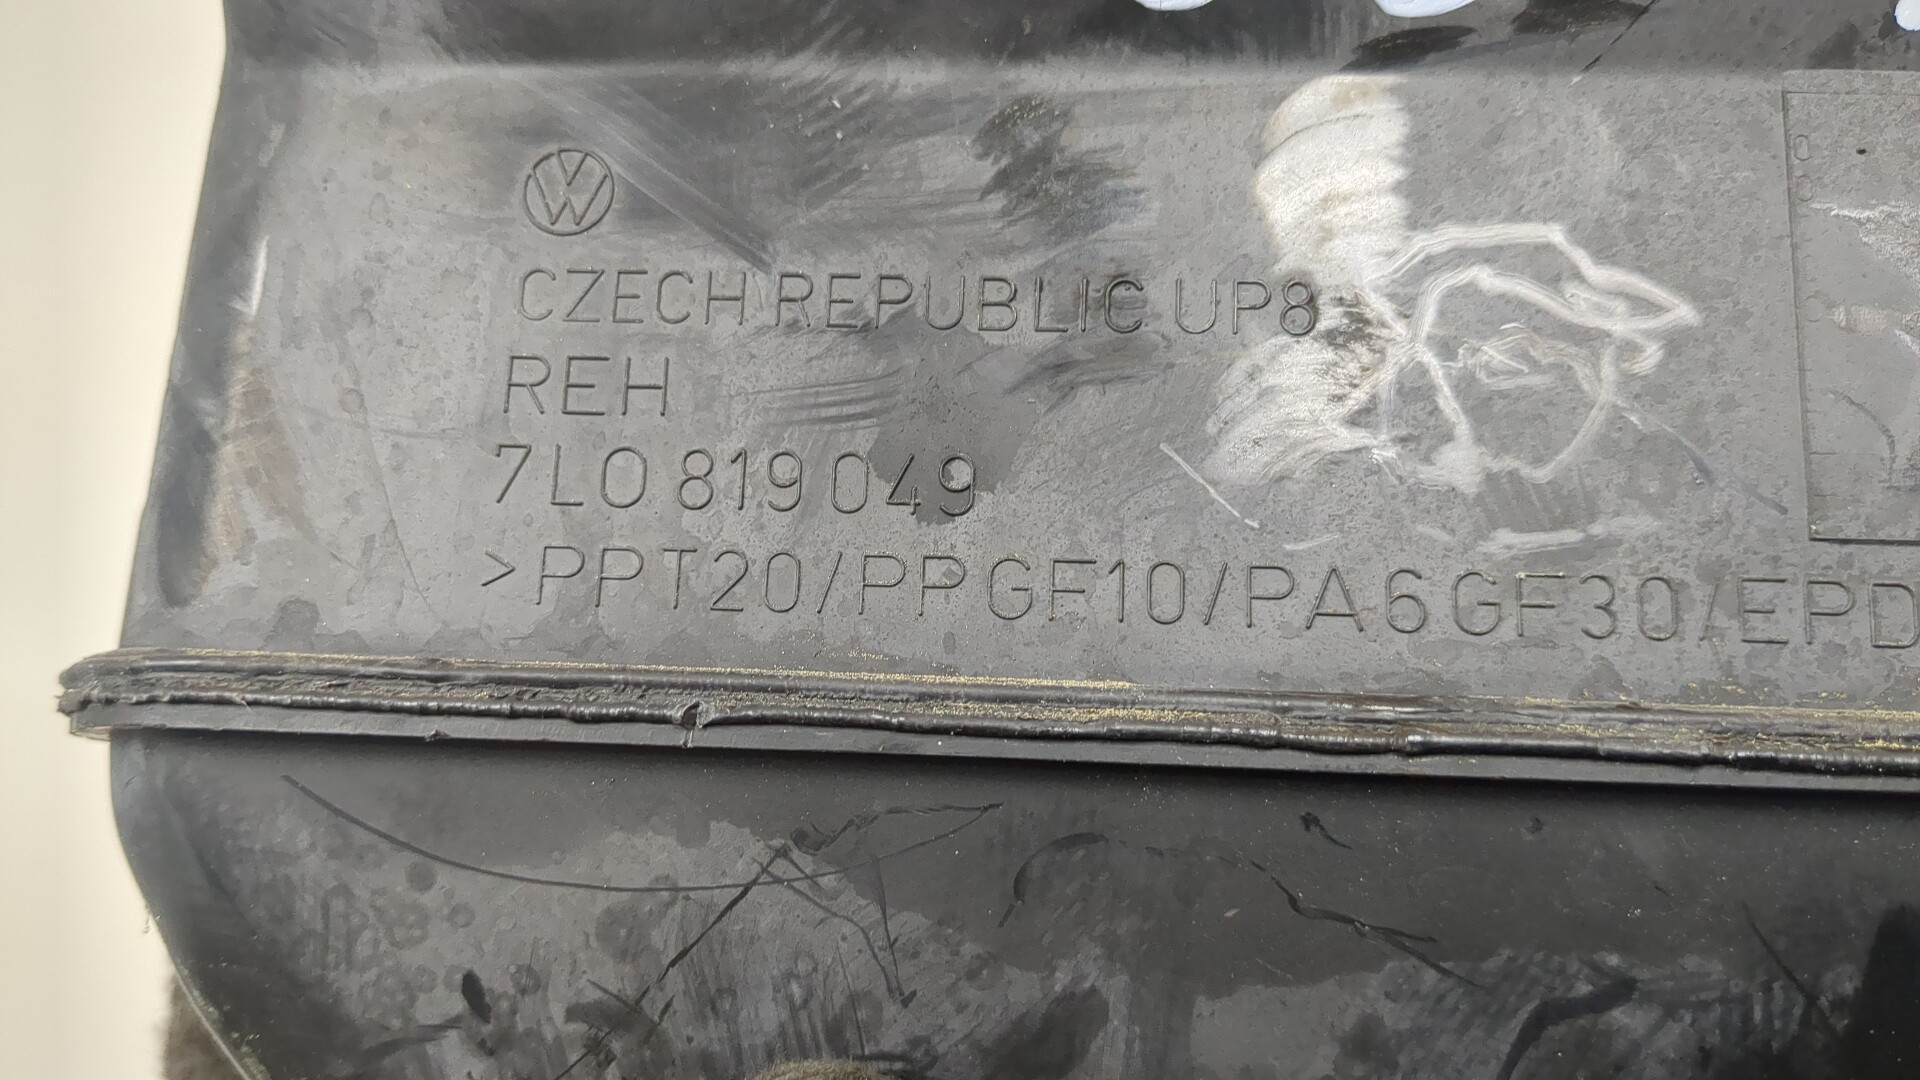 CZECH REPUBLIC UP8
REH
7L0 819 049
>PPT20/PPGF10/PA6GF30/EPD